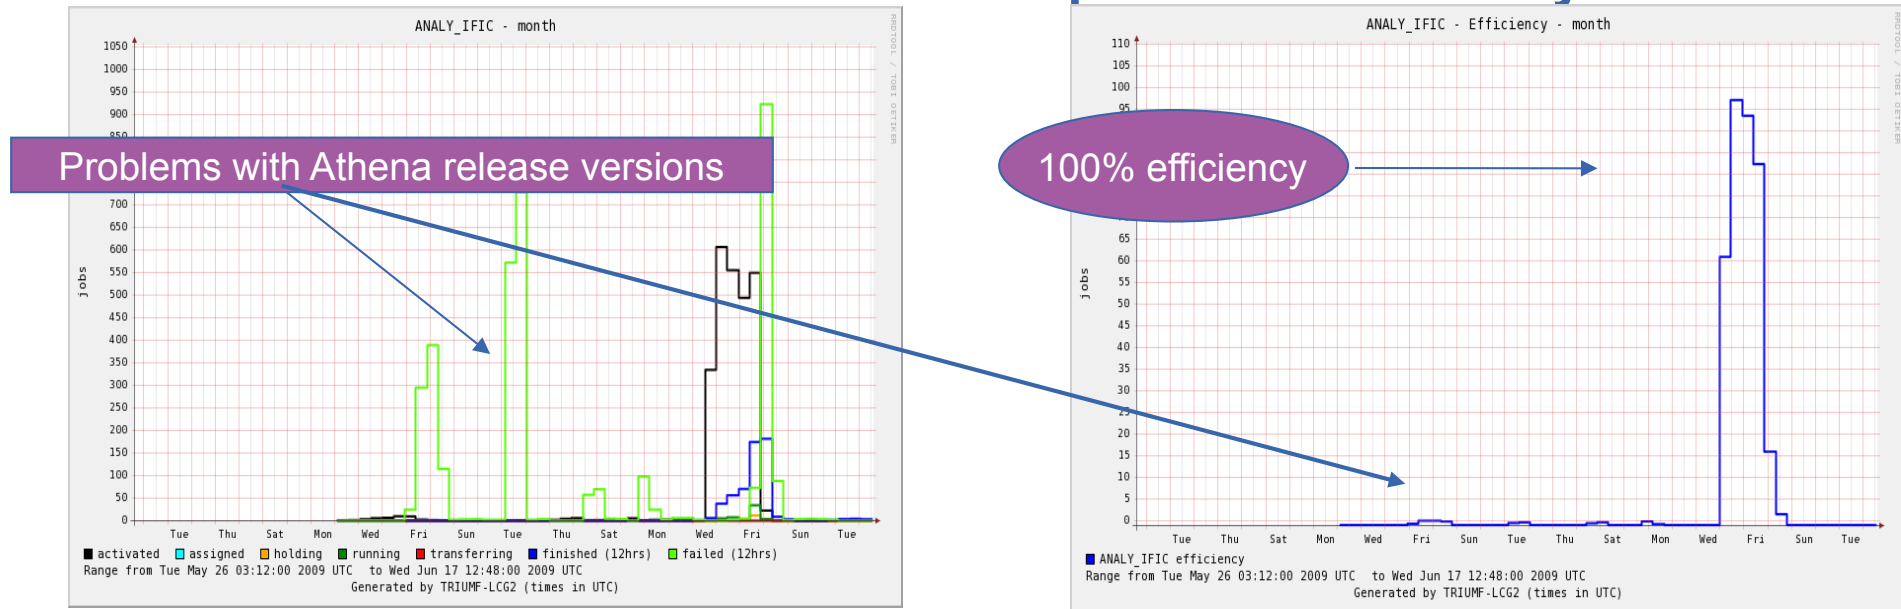 ANALY_IFIC - month
RRDTOOL / TOBI OETIKER
1050
1000
950
900
850
Problems with Athena release versions
700
650
600
550
500
450
400
350
300
250
200
150
100
50
0
jobs
Tue Thu Sat Mon Wed Fri Sun Tue Thu Sat Mon Wed Fri Sun Tue
activated assigned holding running transferring finished (12hrs) failed (12hrs)
Range from Tue May 26 03:12:00 2009 UTC to Wed Jun 17 12:48:00 2009 UTC
Generated by TRIUMF-LCG2 (times in UTC)
ANALY_IFIC - Efficiency - month
RRDTOOL / TOBI OETIKER
110
105
100
95
100% efficiency
65
60
55
50
45
40
35
30
25
20
15
10
5
0
jobs
Tue Thu Sat Mon Wed Fri Sun Tue Thu Sat Mon Wed Fri Sun Tue
ANALY_IFIC efficiency
Range from Tue May 26 03:12:00 2009 UTC to Wed Jun 17 12:48:00 2009 UTC
Generated by TRIUMF-LCG2 (times in UTC)